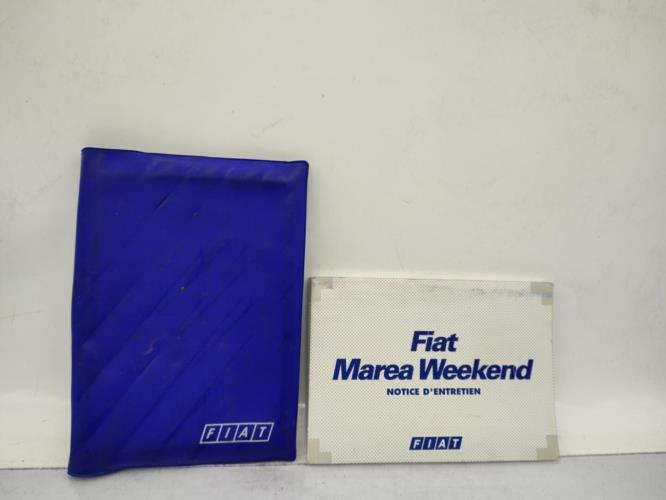 FIAT
Fiat
Marea Weekend
NOTICE D'ENTRETIEN
FIAT